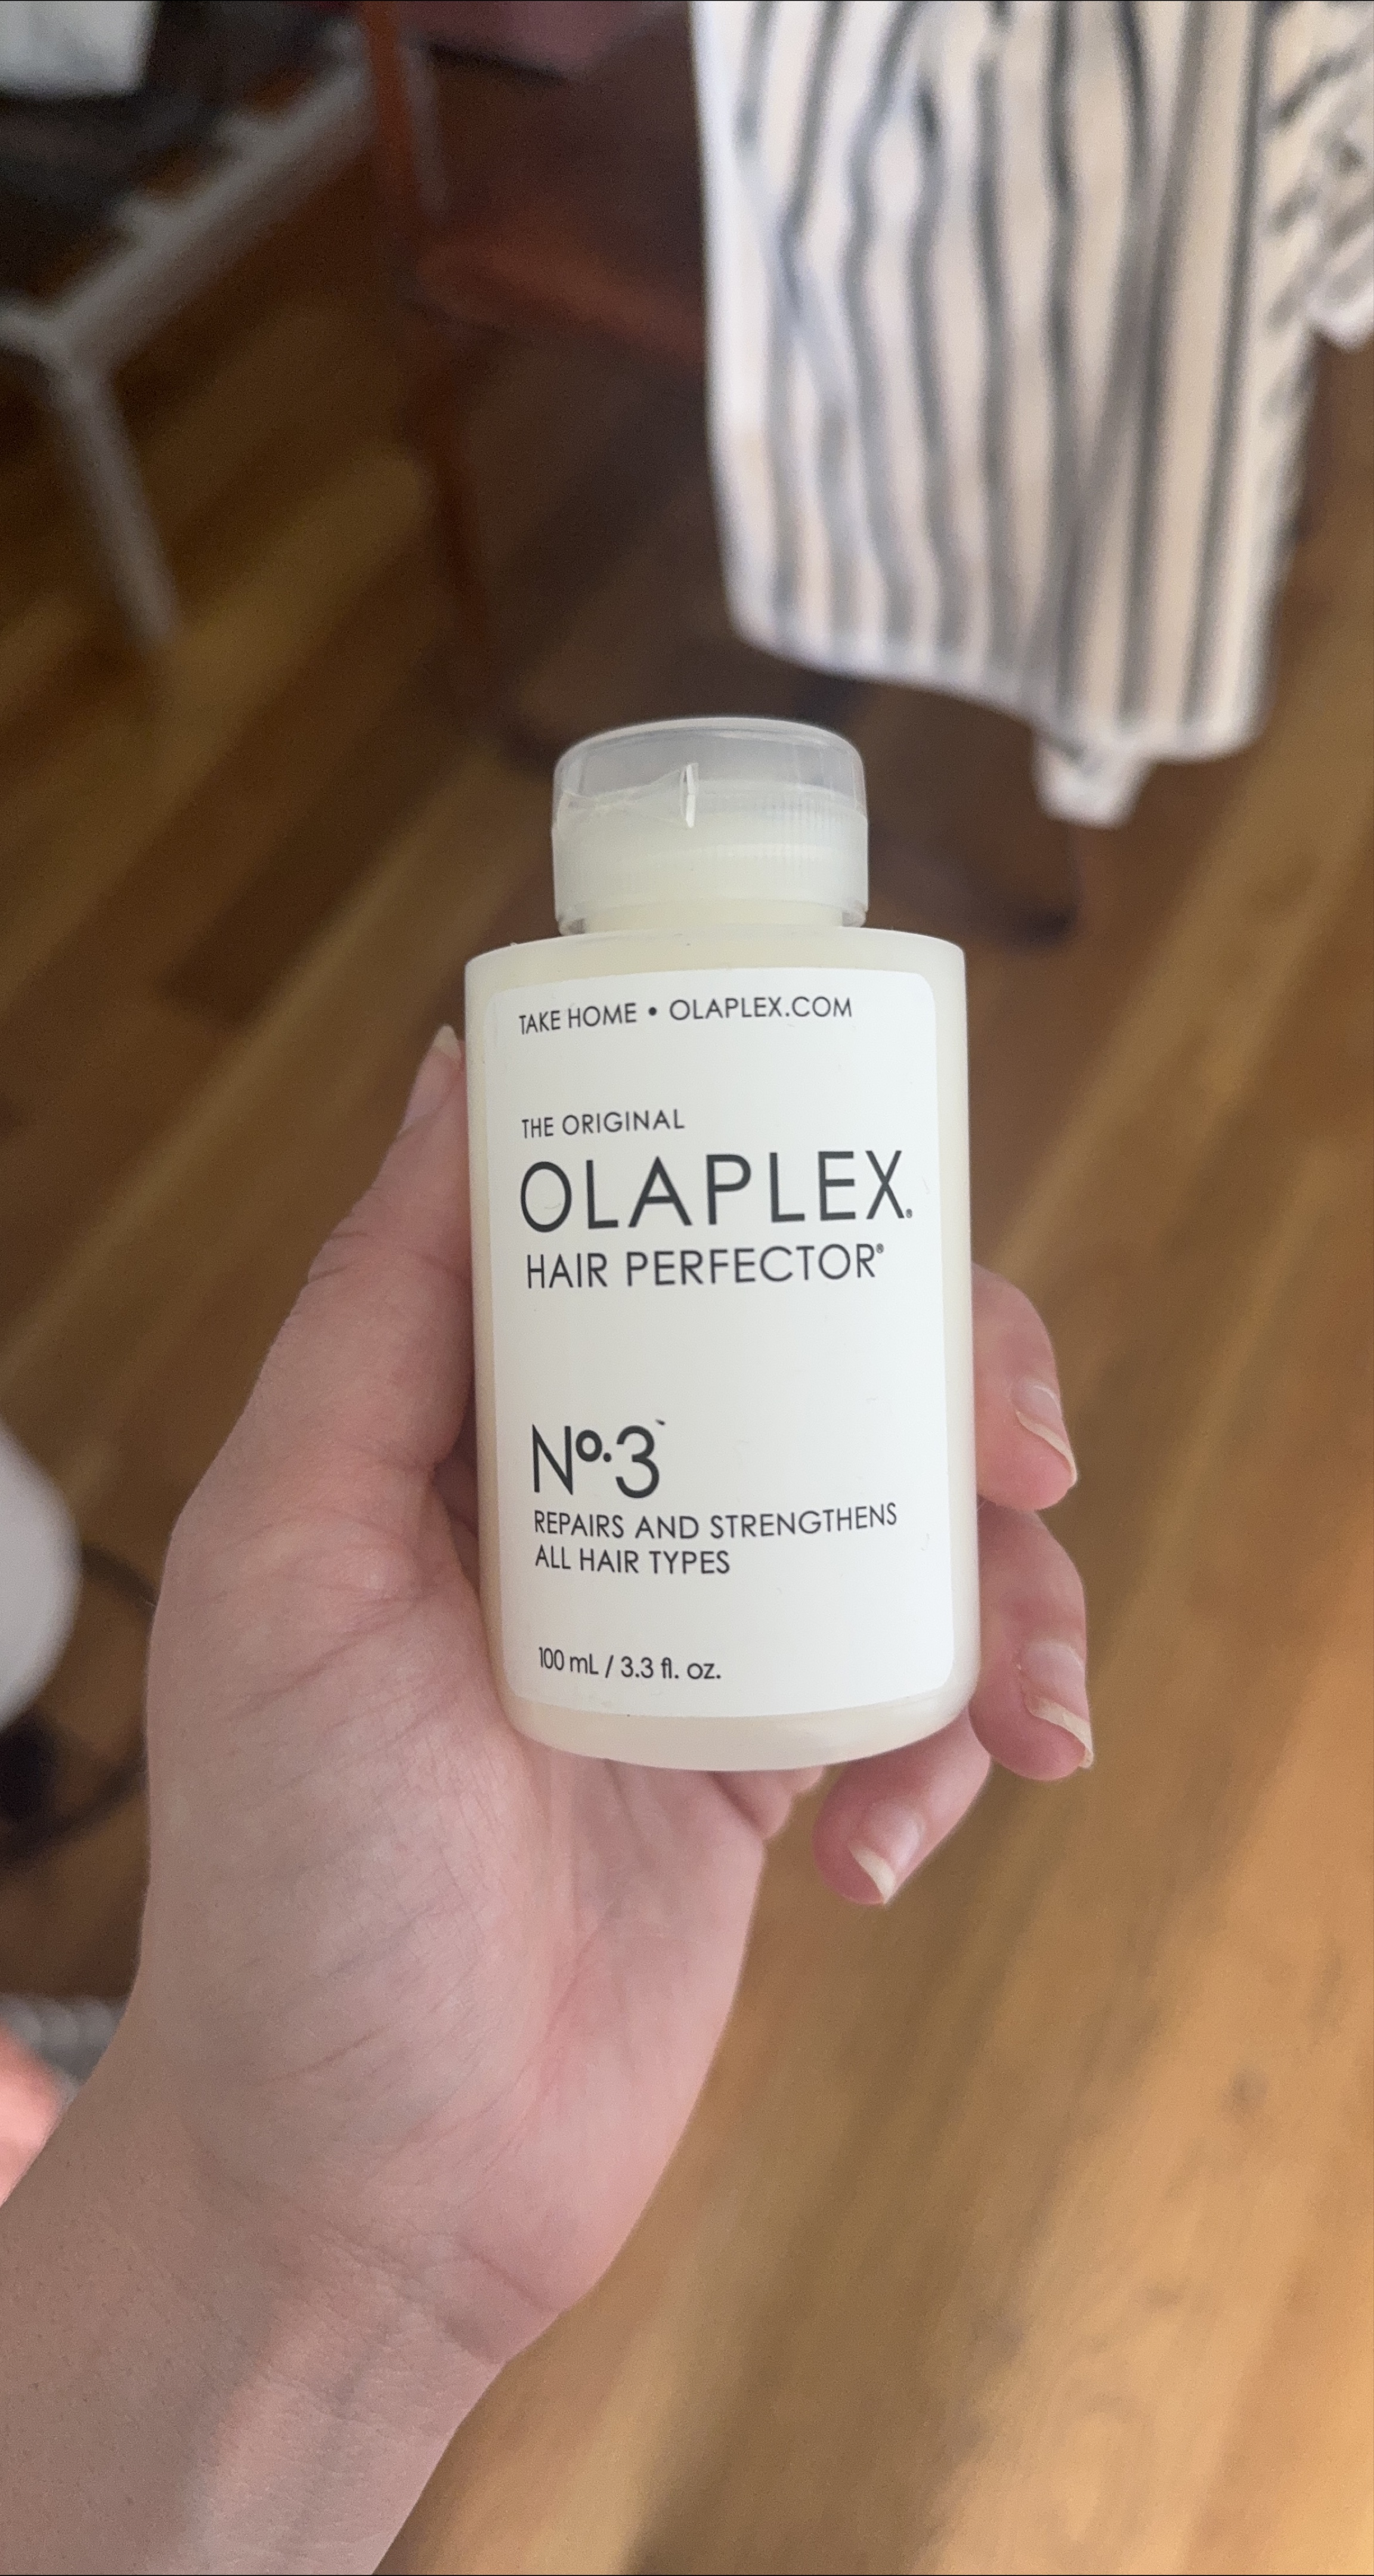 TAKE HOME • OLAPLEX.COM
THE ORIGINAL
OLAPLEX®
HAIR PERFECTOR®
Nº.3
REPAIRS AND STRENGTHENS
ALL HAIR TYPES
100 mL / 3.3 fl. oz.